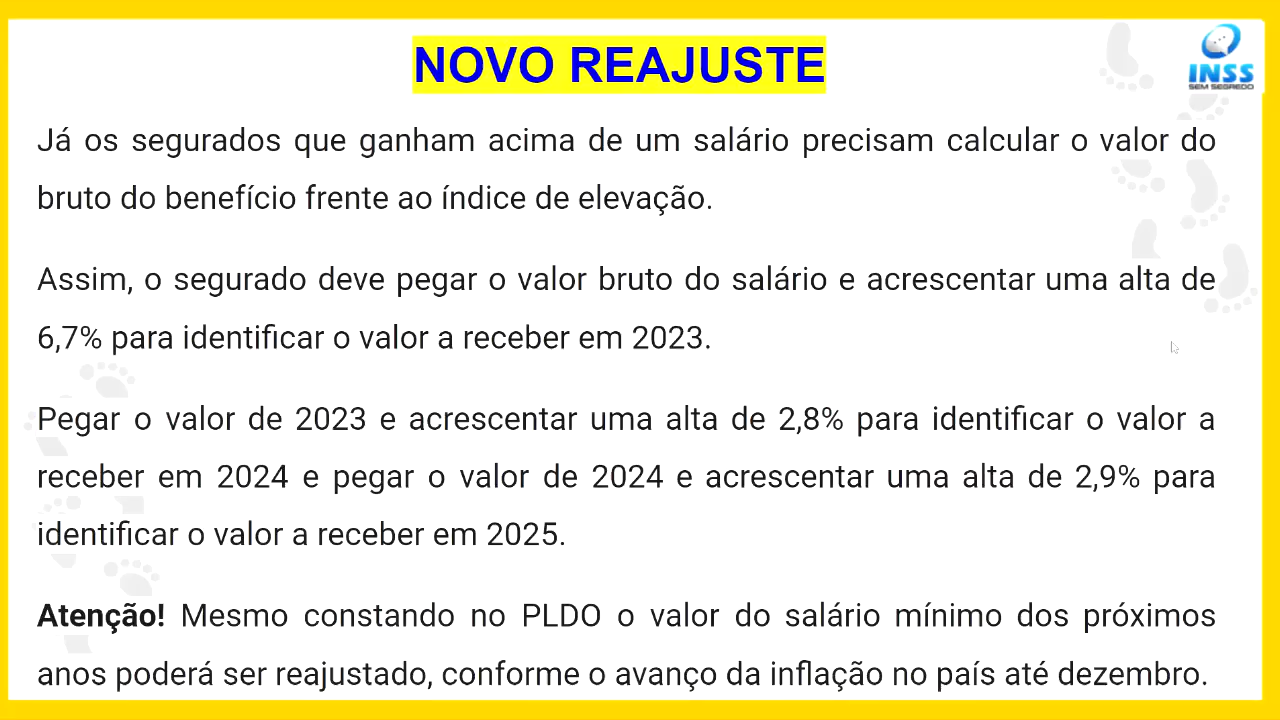 NOVO REAJUSTE
INSS
SEM SEGREDO
Já os segurados que ganham acima de um salário precisam calcular o valor do
bruto do benefício frente ao índice de elevação.
Assim, o segurado deve pegar o valor bruto do salário e acrescentar uma alta de
6,7% para identificar o valor a receber em 2023.
Pegar o valor de 2023 e acrescentar uma alta de 2,8% para identificar o valor a
receber em 2024 e pegar o valor de 2024 e acrescentar uma alta de 2,9% para
identificar o valor a receber em 2025.
Atenção! Mesmo constando no PLDO o valor do salário mínimo dos próximos
anos poderá ser reajustado, conforme o avanço da inflação no país até dezembro.